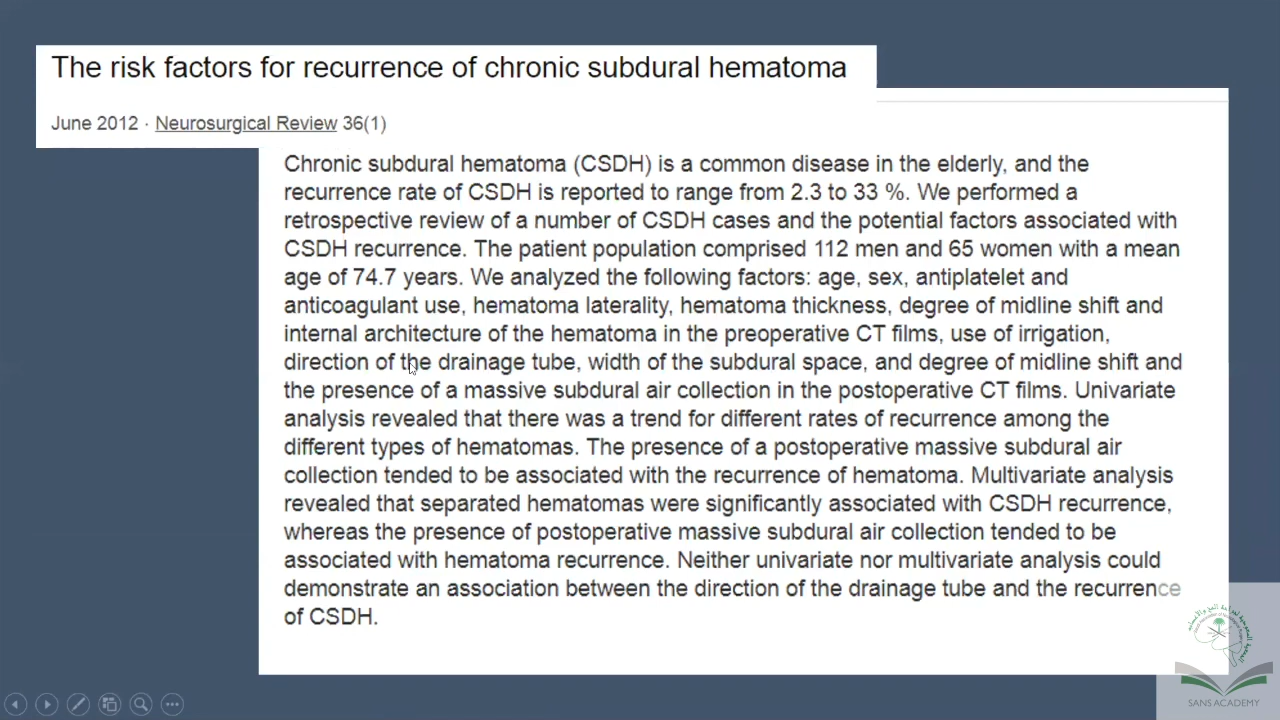 The risk factors for recurrence of chronic subdural hematoma
June 2012 · Neurosurgical Review 36(1)
Chronic subdural hematoma (CSDH) is a common disease in the elderly, and the
recurrence rate of CSDH is reported to range from 2.3 to 33 %. We performed a
retrospective review of a number of CSDH cases and the potential factors associated with
CSDH recurrence. The patient population comprised 112 men and 65 women with a mean
age of 74.7 years. We analyzed the following factors: age, sex, antiplatelet and
anticoagulant use, hematoma laterality, hematoma thickness, degree of midline shift and
internal architecture of the hematoma in the preoperative CT films, use of irrigation,
direction of the drainage tube, width of the subdural space, and degree of midline shift and
the presence of a massive subdural air collection in the postoperative CT films. Univariate
analysis revealed that there was a trend for different rates of recurrence among the
different types of hematomas. The presence of a postoperative massive subdural air
collection tended to be associated with the recurrence of hematoma. Multivariate analysis
revealed that separated hematomas were significantly associated with CSDH recurrence,
whereas the presence of postoperative massive subdural air collection tended to be
associated with hematoma recurrence. Neither univariate nor multivariate analysis could
demonstrate an association between the direction of the drainage tube and the recurrence
of CSDH.
SANS ACADEMY